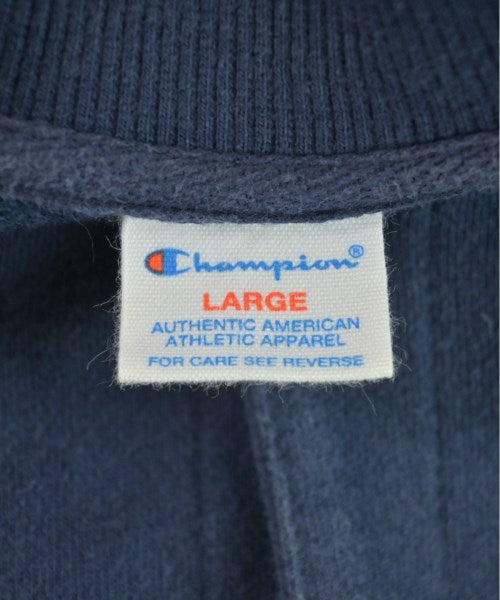 Champion®
LARGE
AUTHENTIC AMERICAN
ATHLETIC APPAREL
FOR CARE SEE REVERSE